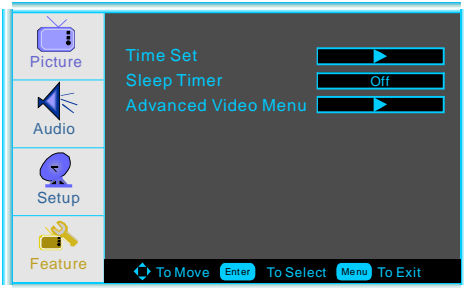 Picture
Audio
Setup
Feature
Time Set
Sleep Timer Off
Advanced Video Menu
To Move Enter To Select Menu To Exit